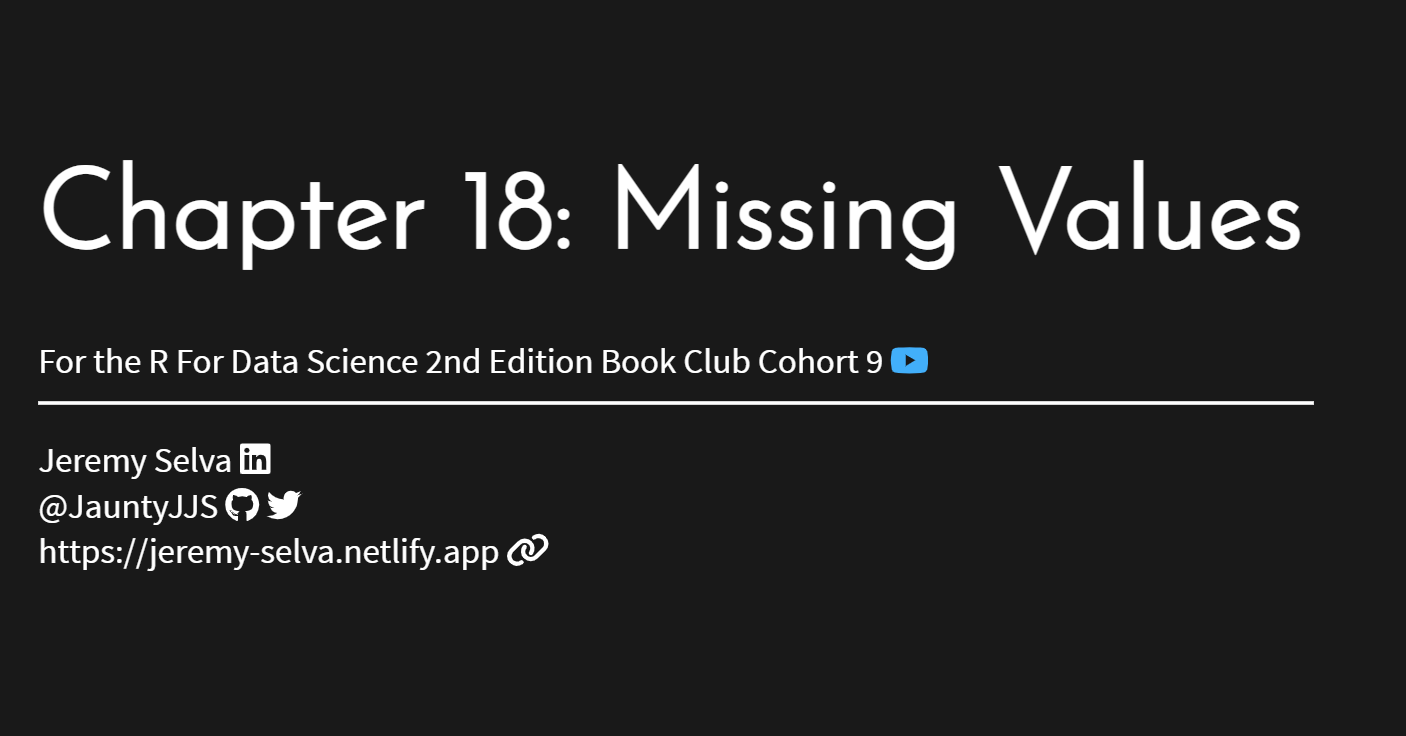 Chapter 18: Missing Values
For the R For Data Science 2nd Edition Book Club Cohort 9
Jeremy Selva in
@JauntyJJS
https://jeremy-selva.netlify.app